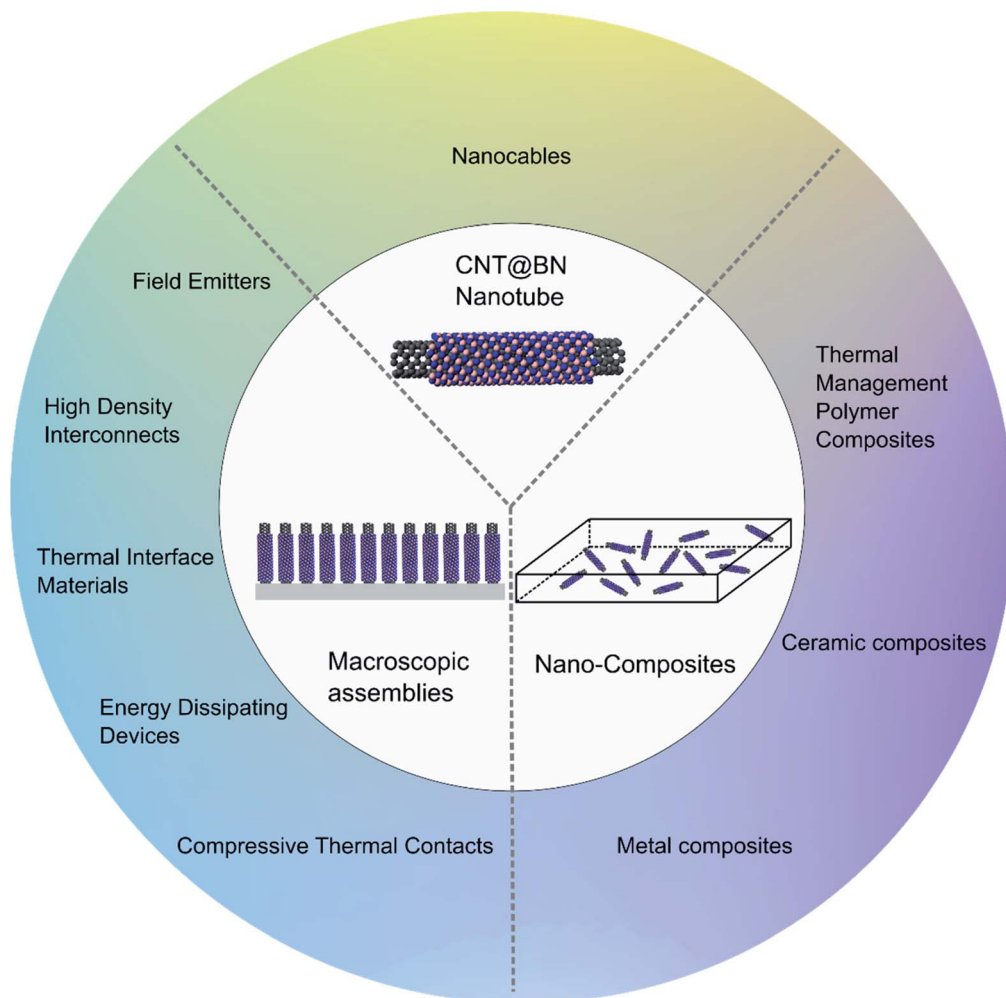 Nanocables
CNT@BN
Nanotube
Field Emitters
High Density
Interconnects
Thermal Interface
Materials
Energy Dissipating
Devices
Compressive Thermal Contacts
Macroscopic
assemblies
Nano-Composites
Thermal
Management
Polymer
Composites
Ceramic composites
Metal composites